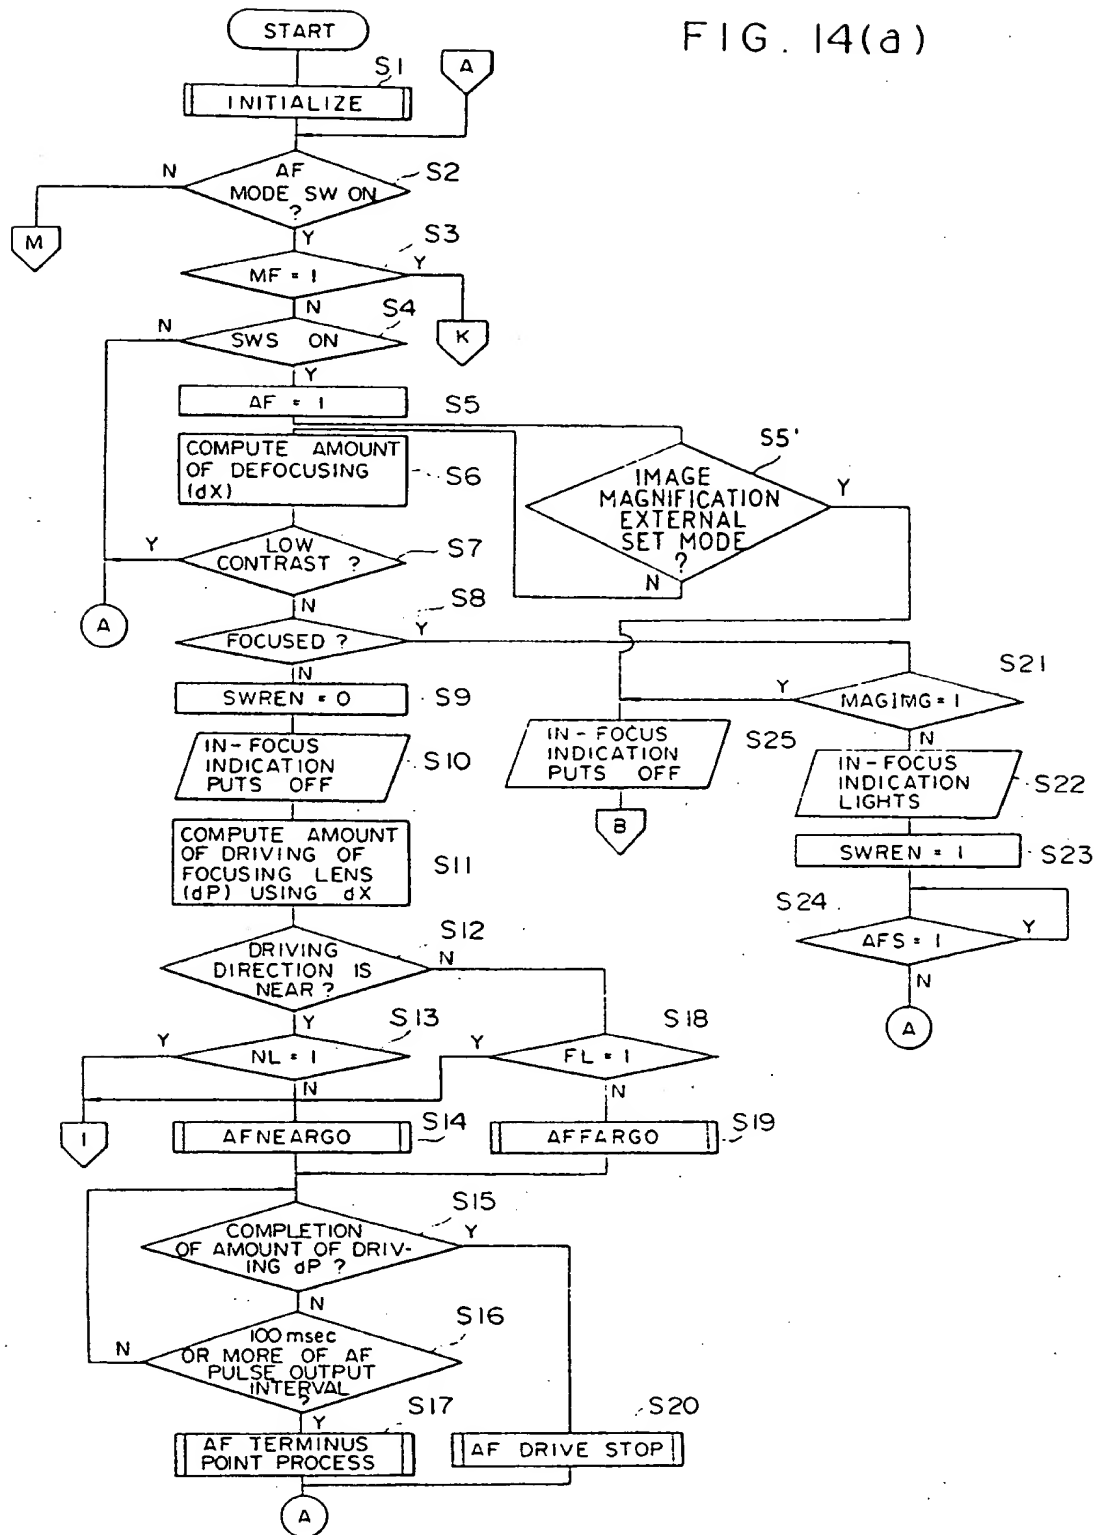 FIG. 14(a)
START
A
S1
INITIALIZE
S2
N
AF
MODE SW ON
?
Y
M
S3
MF = 1
Y
N
K
S4
N
SWS ON
Y
AF = 1
S5
COMPUTE AMOUNT
OF DEFOCUSING
(dX)
S6
S5'
IMAGE
MAGNIFICATION
EXTERNAL
SET MODE
?
Y
N
S7
Y
LOW
CONTRAST ?
N
A
S8
FOCUSED ?
Y
N
SWREN = 0
S9
S21
Y
MAGIMG = 1
N
IN-FOCUS
INDICATION
PUTS OFF
S10
IN-FOCUS
INDICATION
PUTS OFF
S25
B
IN-FOCUS
INDICATION
LIGHTS
S22
SWREN = 1
S23
COMPUTE AMOUNT
OF DRIVING OF
FOCUSING LENS
(dP) USING dX
S11
S24
AFS = 1
Y
N
A
S12
DRIVING
DIRECTION IS
NEAR ?
N
Y
S13
Y
NL = 1
N
S18
Y
FL = 1
N
I
AFNEARGO
S14
AFFARGO
S19
S15
COMPLETION
OF AMOUNT OF DRIV-
ING dP ?
Y
N
S16
100 msec
OR MORE OF AF
PULSE OUTPUT
INTERVAL
?
N
Y
S17
AF TERMINUS
POINT PROCESS
S20
AF DRIVE STOP
A